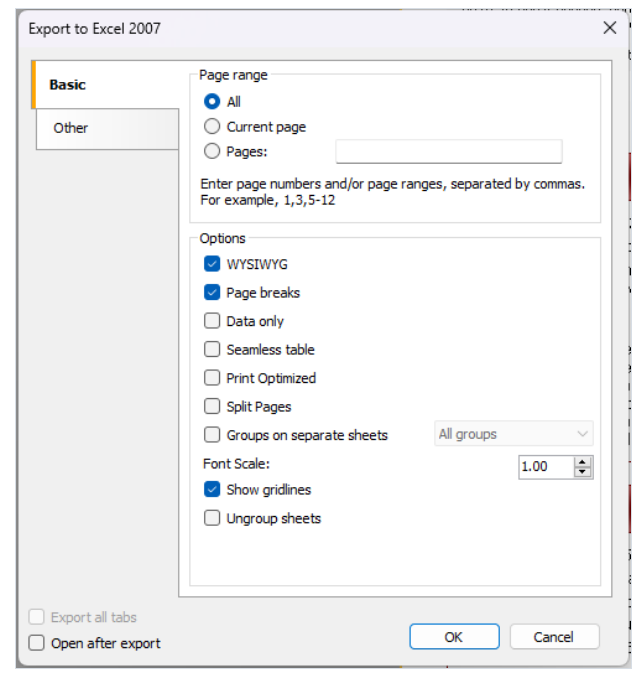 Export to Excel 2007
Basic
Other
Page range
All
Current page
Pages:
Enter page numbers and/or page ranges, separated by commas.
For example, 1,3,5-12
Options
WYSIWYG
Page breaks
Data only
Seamless table
Print Optimized
Split Pages
Groups on separate sheets All groups
Font Scale: 1.00
Show gridlines
Ungroup sheets
Export all tabs
Open after export
OK Cancel